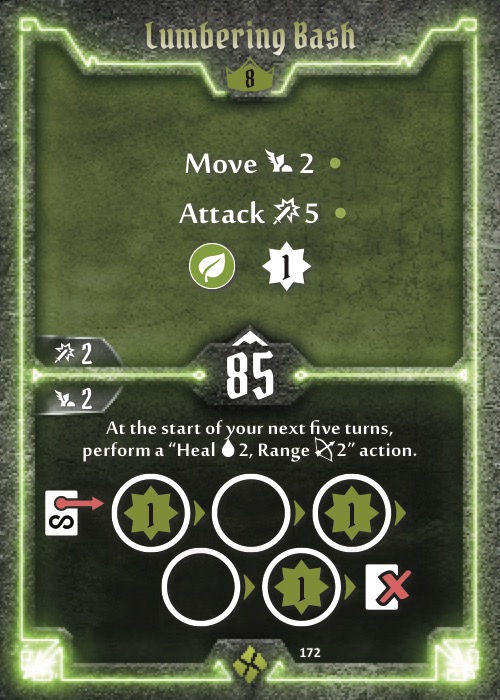 Lumbering Bash
8
Move 2
Attack 5
1
2
85
2
At the start of your next five turns,
perform a “Heal 2, Range 2” action.
1 1
1
172